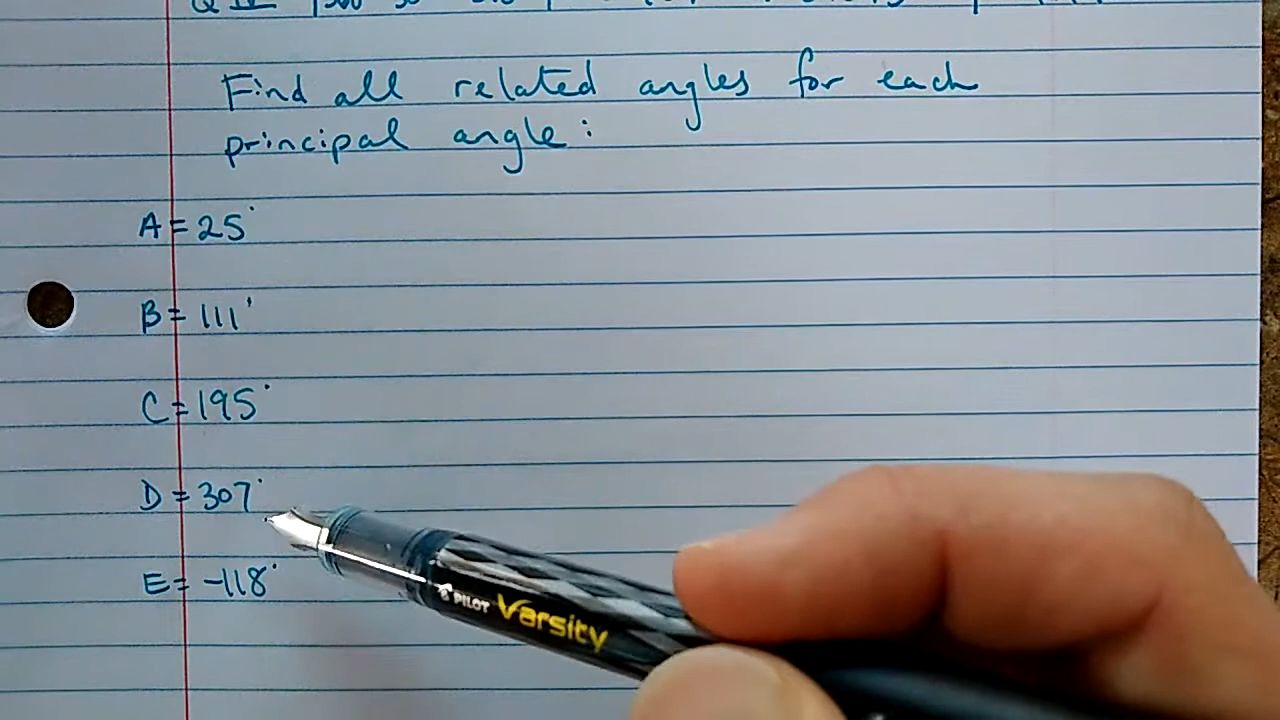 Find all related angles for each
principal angle:
A = 25°
B = 111°
C = 195°
D = 307°
E = -118°
PILOT Varsity